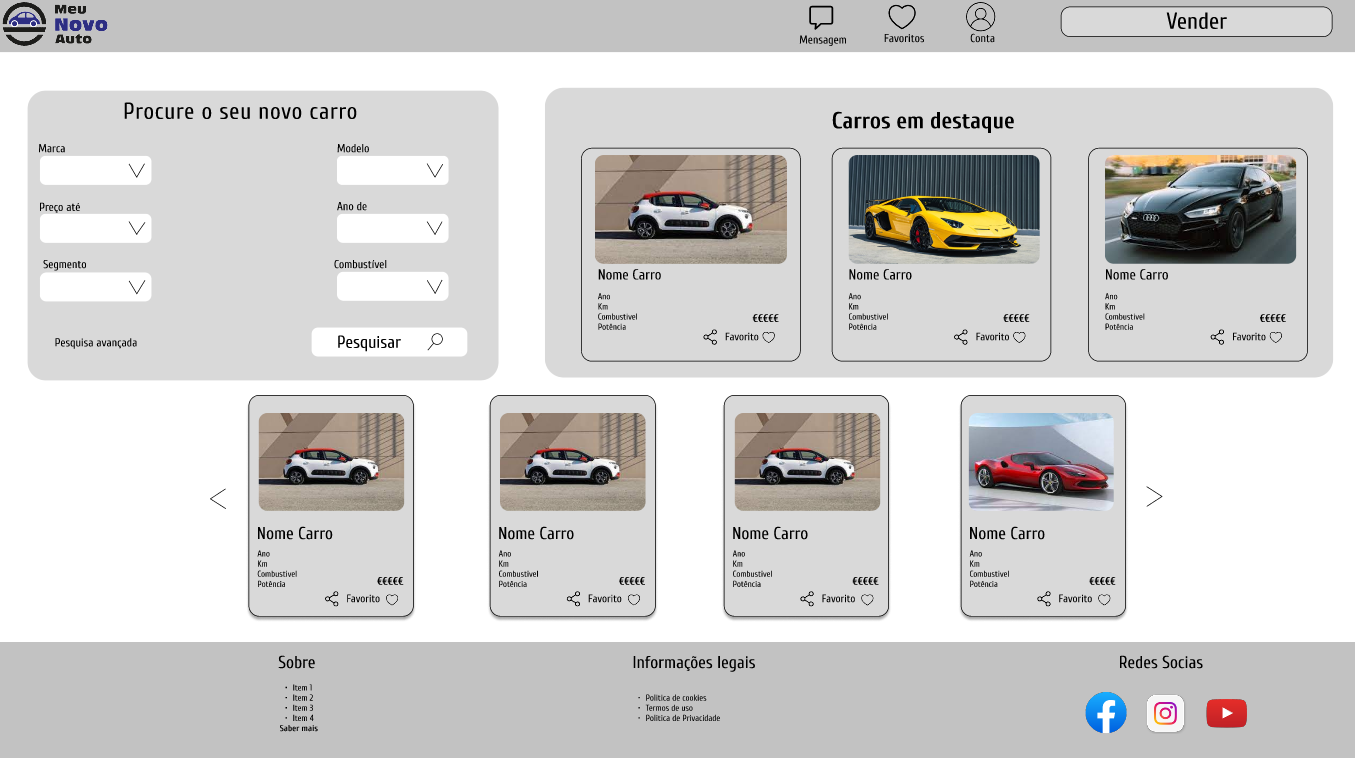 Meu
Novo
Auto
Mensagem
Favoritos
Conta
Vender
Procure o seu novo carro
Marca
Modelo
Preço até
Ano de
Segmento
Combustível
Pesquisa avançada
Pesquisar
Carros em destaque
Nome Carro
Ano
Km
Combustivel
Potência
€€€€€
Favorito
Nome Carro
Ano
Km
Combustivel
Potência
€€€€€
Favorito
Nome Carro
Ano
Km
Combustivel
Potência
€€€€€
Favorito
<
Nome Carro
Ano
Km
Combustivel
Potência
€€€€€
Favorito
Nome Carro
Ano
Km
Combustivel
Potência
€€€€€
Favorito
Nome Carro
Ano
Km
Combustivel
Potência
€€€€€
Favorito
Nome Carro
Ano
Km
Combustivel
Potência
€€€€€
Favorito
>
Sobre
• Item 1
• Item 2
• Item 3
• Item 4
Saber mais
Informações legais
• Politica de cookies
• Termos de uso
• Politica de Privacidade
Redes Socias